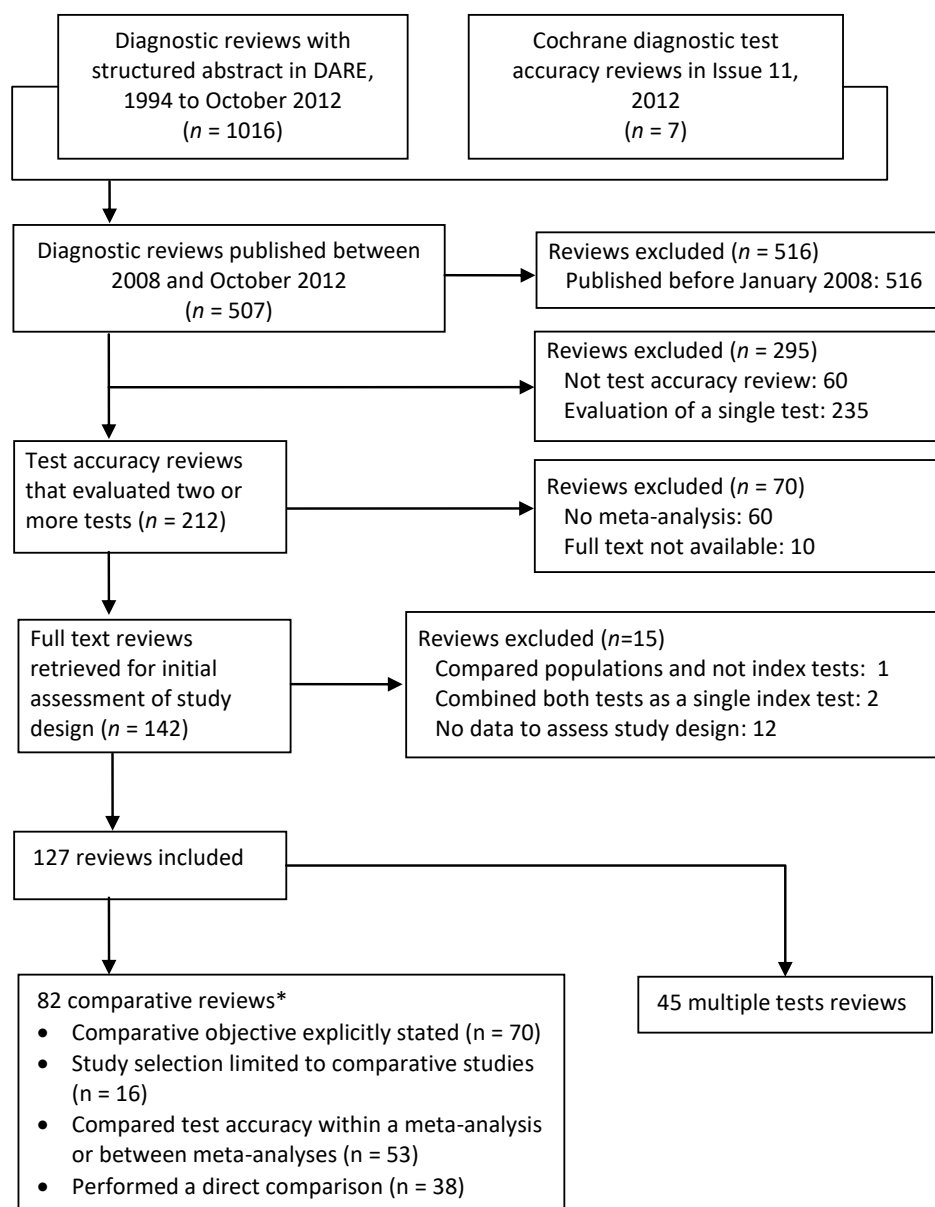 Diagnostic reviews with
structured abstract in DARE,
1994 to October 2012
(n = 1016)
Cochrane diagnostic test
accuracy reviews in Issue 11,
2012
(n = 7)
Diagnostic reviews published between
2008 and October 2012
(n = 507)
Reviews excluded (n = 516)
Published before January 2008: 516
Reviews excluded (n = 295)
Not test accuracy review: 60
Evaluation of a single test: 235
Test accuracy reviews
that evaluated two or
more tests (n = 212)
Reviews excluded (n = 70)
No meta-analysis: 60
Full text not available: 10
Full text reviews
retrieved for initial
assessment of study
design (n = 142)
Reviews excluded (n=15)
Compared populations and not index tests: 1
Combined both tests as a single index test: 2
No data to assess study design: 12
127 reviews included
82 comparative reviews*
• Comparative objective explicitly stated (n = 70)
• Study selection limited to comparative studies
(n = 16)
• Compared test accuracy within a meta-analysis
or between meta-analyses (n = 53)
• Performed a direct comparison (n = 38)
45 multiple tests reviews